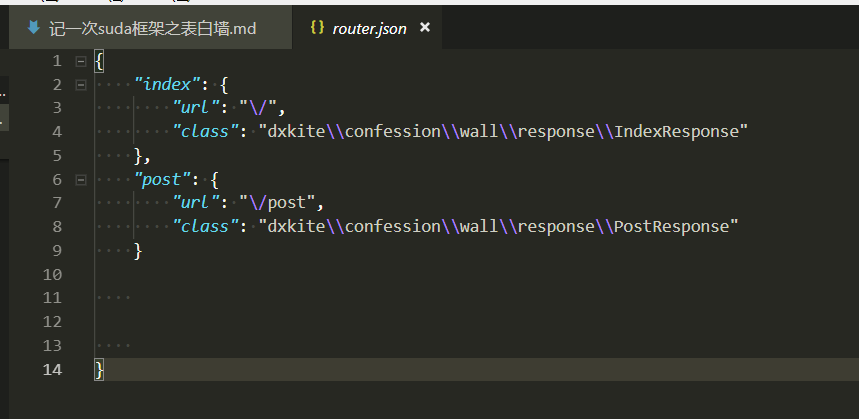 记一次suda框架之表白墙.md
{} router.json ×
1 {
2 "index": {
3 "url": "\/",
4 "class": "dxkite\\confession\\wall\\response\\IndexResponse"
5 },
6 "post": {
7 "url": "\/post",
8 "class": "dxkite\\confession\\wall\\response\\PostResponse"
9 }
10
11
12
13
14 }